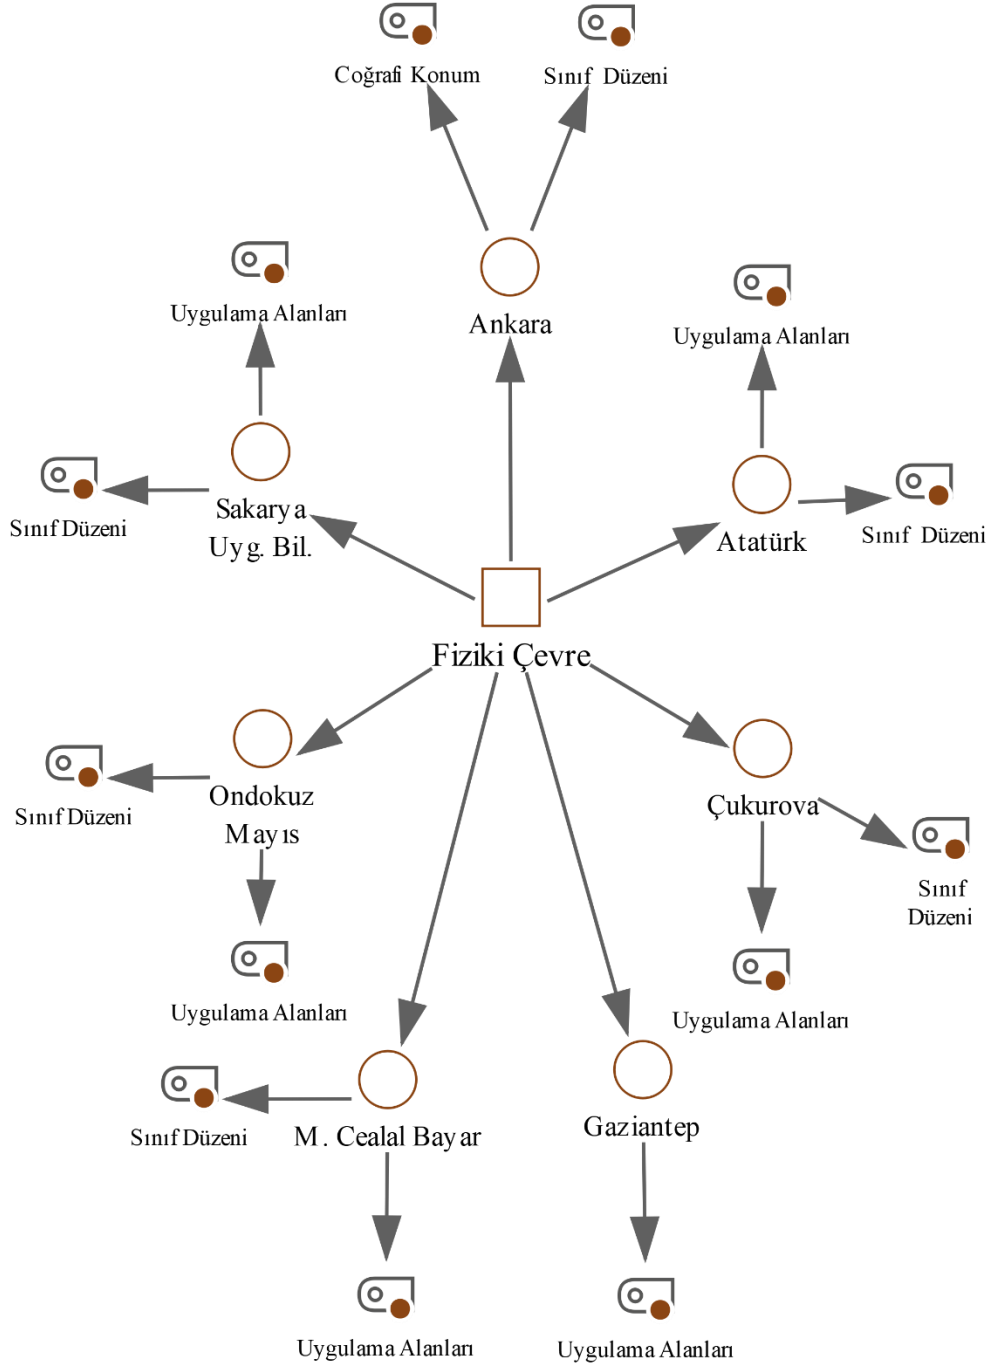 Coğrafi Konum
Sınıf Düzeni
Ankara
Uygulama Alanları
Uygulama Alanları
Sınıf Düzeni
Sakarya
Uyg. Bil.
Atatürk
Sınıf Düzeni
Fiziki Çevre
Sınıf Düzeni
Ondokuz
Mayıs
Çukurova
Sınıf
Düzeni
Uygulama Alanları
Uygulama Alanları
Sınıf Düzeni
M. Cealal Bayar
Gaziantep
Uygulama Alanları
Uygulama Alanları